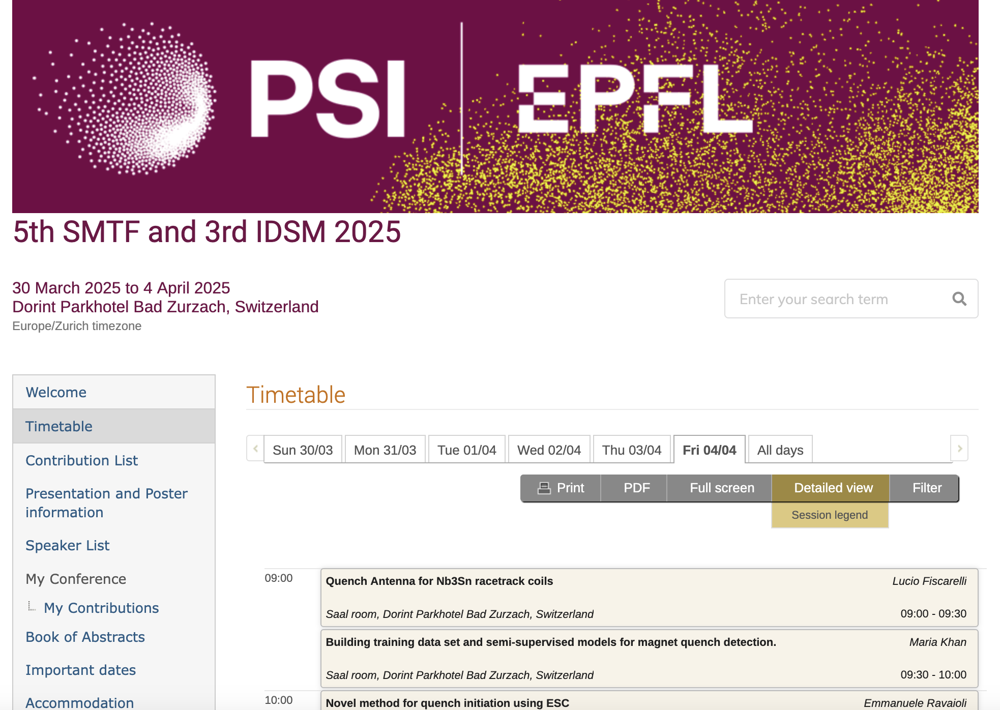 PSI
EPFL
5th SMTF and 3rd IDSM 2025
30 March 2025 to 4 April 2025
Dorint Parkhotel Bad Zurzach, Switzerland
Europe/Zurich timezone
Enter your search term
Welcome
Timetable
Contribution List
Presentation and Poster
information
Speaker List
My Conference
My Contributions
Book of Abstracts
Important dates
Accommodation
Timetable
Sun 30/03 Mon 31/03 Tue 01/04 Wed 02/04 Thu 03/04 Fri 04/04 All days
Print PDF Full screen Detailed view Filter
Session legend
09:00
Quench Antenna for Nb3Sn racetrack coils Lucio Fiscarelli
Saal room, Dorint Parkhotel Bad Zurzach, Switzerland 09:00 - 09:30
Building training data set and semi-supervised models for magnet quench detection. Maria Khan
Saal room, Dorint Parkhotel Bad Zurzach, Switzerland 09:30 - 10:00
10:00
Novel method for quench initiation using ESC Emmanuele Ravaioli